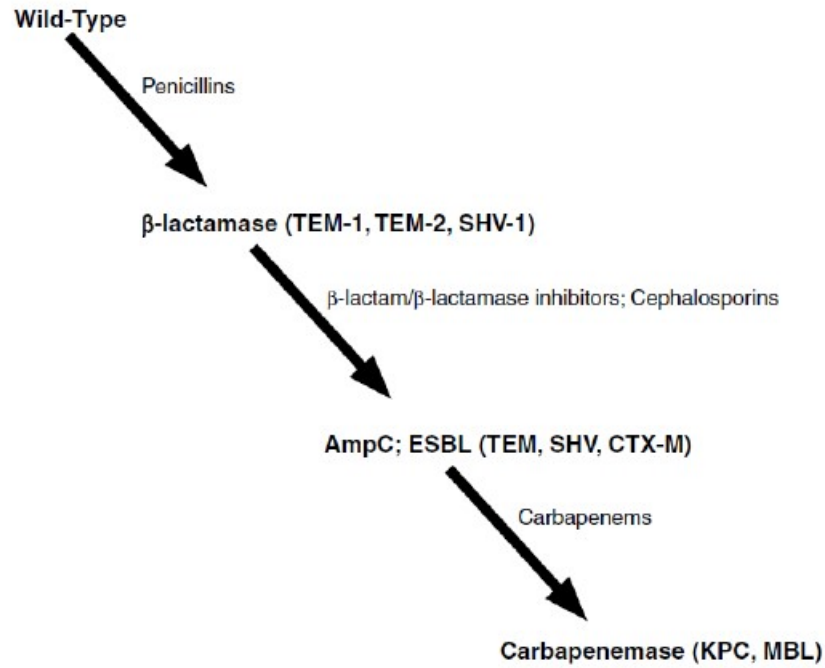 Wild-Type
Penicillins
β-lactamase (TEM-1, TEM-2, SHV-1)
β-lactam/β-lactamase inhibitors; Cephalosporins
AmpC; ESBL (TEM, SHV, CTX-M)
Carbapenems
Carbapenemase (KPC, MBL)